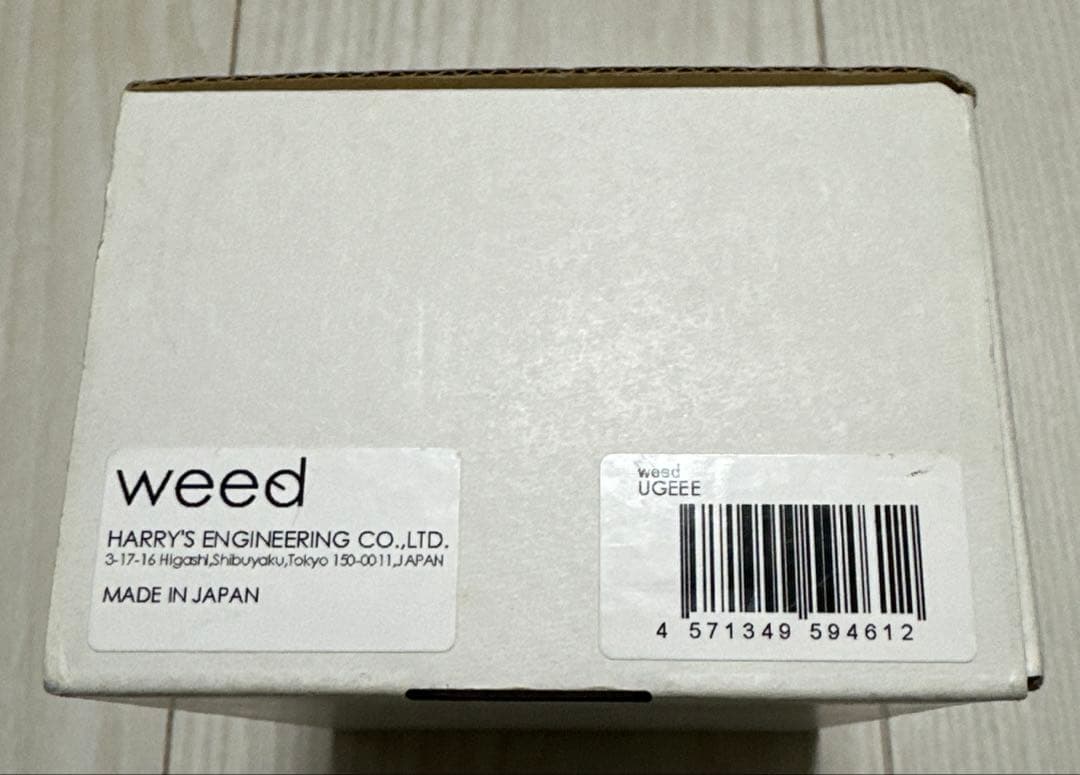 weed
HARRY'S ENGINEERING CO.,LTD.
3-17-16 Higashi,Shibuyaku,Tokyo 150-0011,JAPAN
MADE IN JAPAN
weed
UGEEE
4 571349 594612